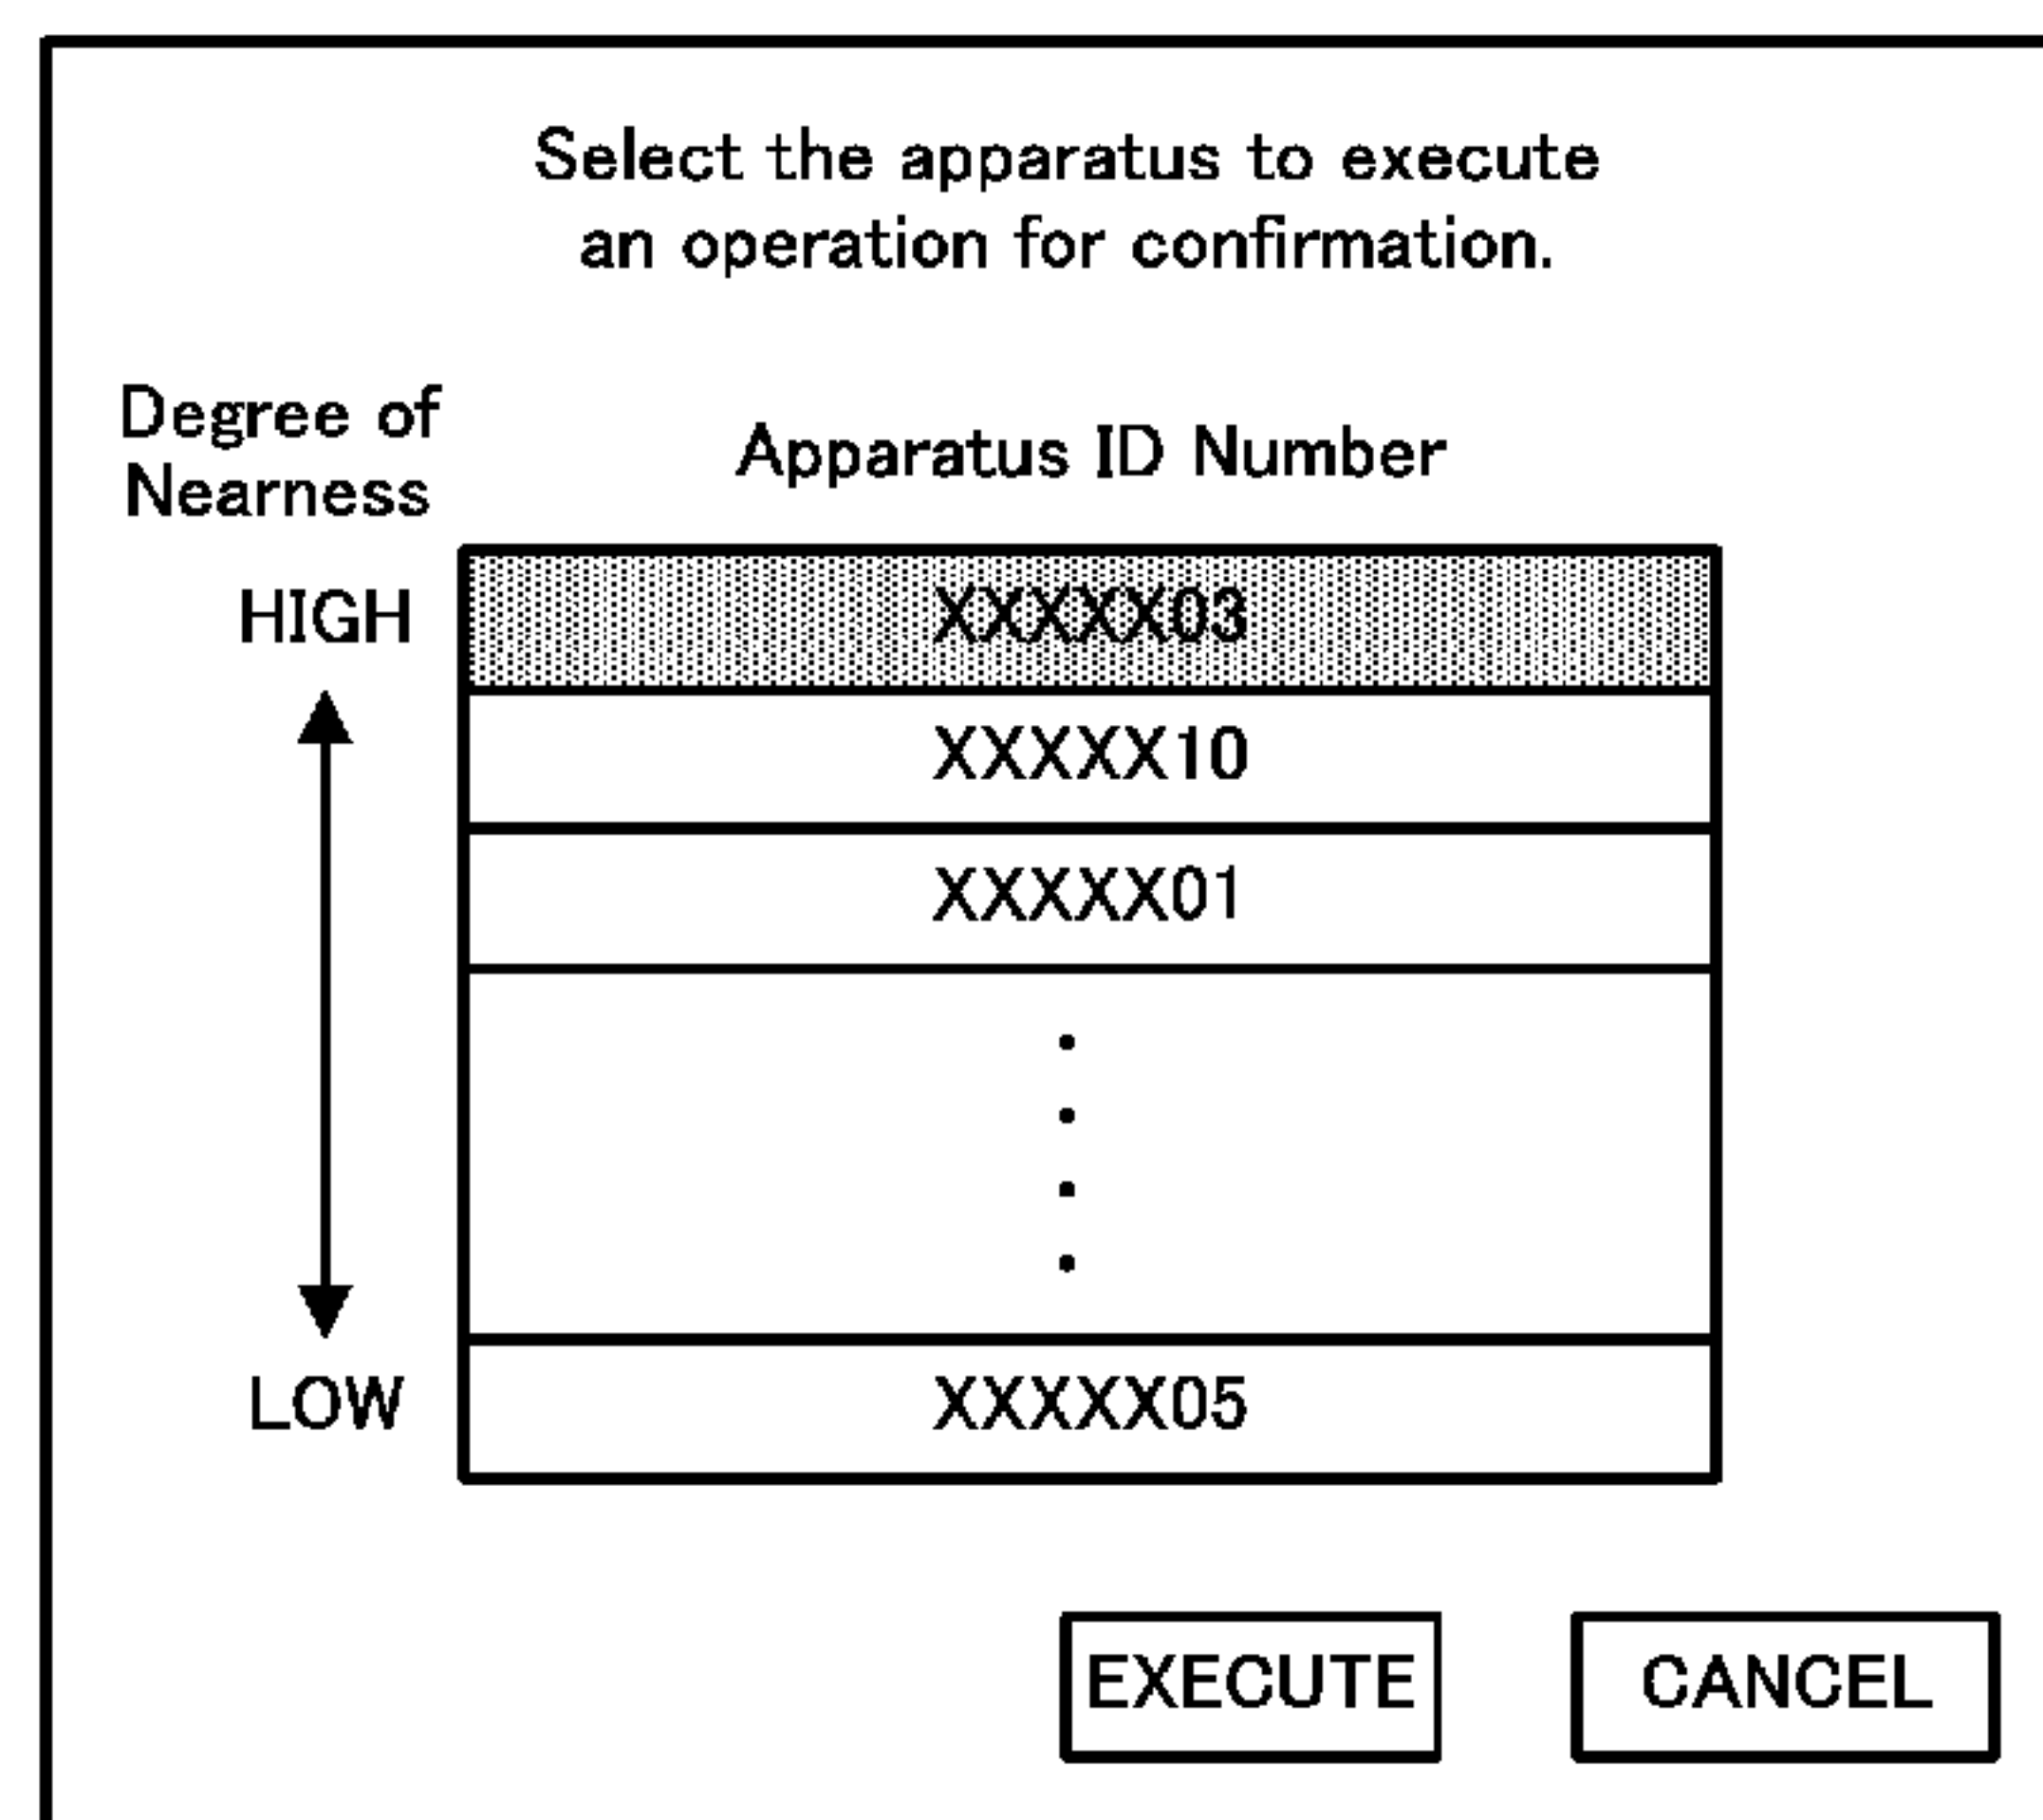 Select the apparatus to execute
an operation for confirmation.
Degree of
Nearness
Apparatus ID Number
HIGH
XXXXX03
XXXXX10
XXXXX01
LOW
XXXXX05
EXECUTE
CANCEL